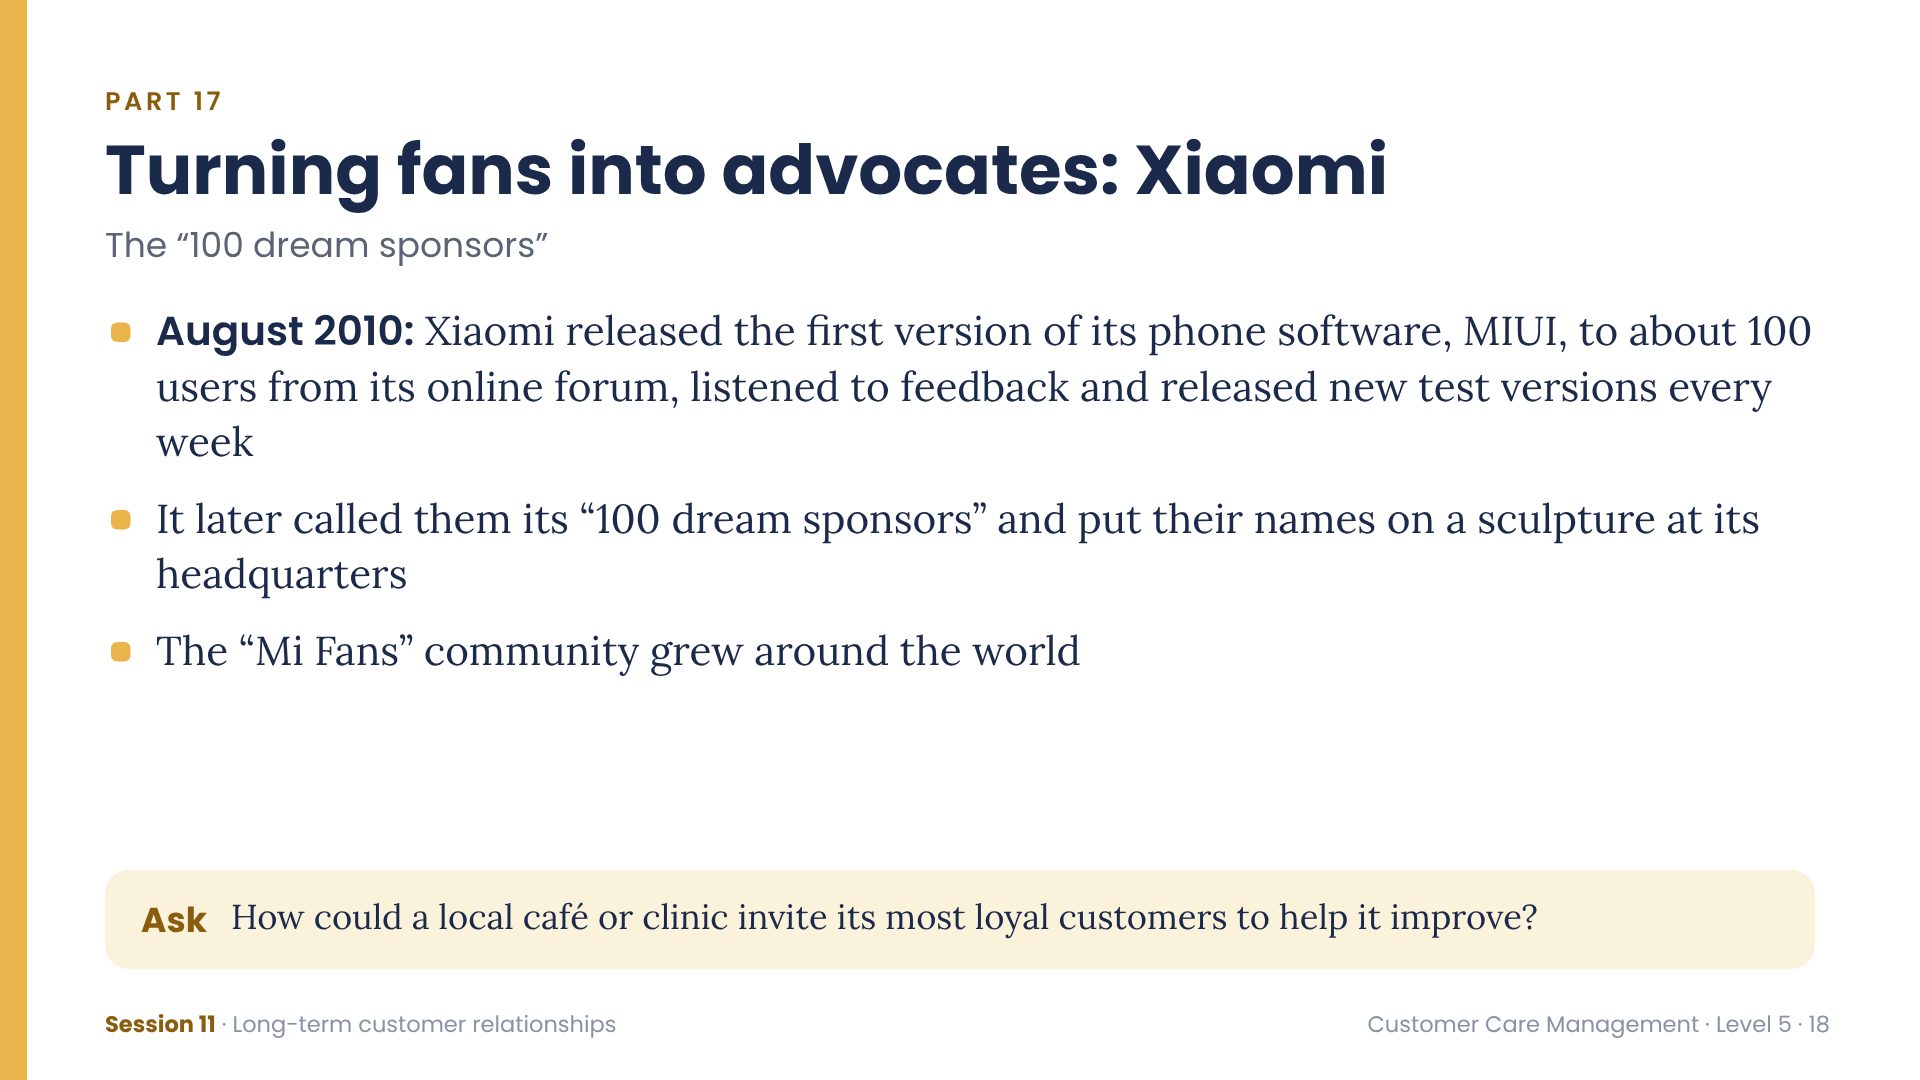 PART 17
Turning fans into advocates: Xiaomi
The “100 dream sponsors”
August 2010: Xiaomi released the first version of its phone software, MIUI, to about 100
users from its online forum, listened to feedback and released new test versions every
week
It later called them its “100 dream sponsors” and put their names on a sculpture at its
headquarters
The “Mi Fans” community grew around the world
Ask How could a local café or clinic invite its most loyal customers to help it improve?
Session 11 · Long-term customer relationships
Customer Care Management · Level 5 · 18